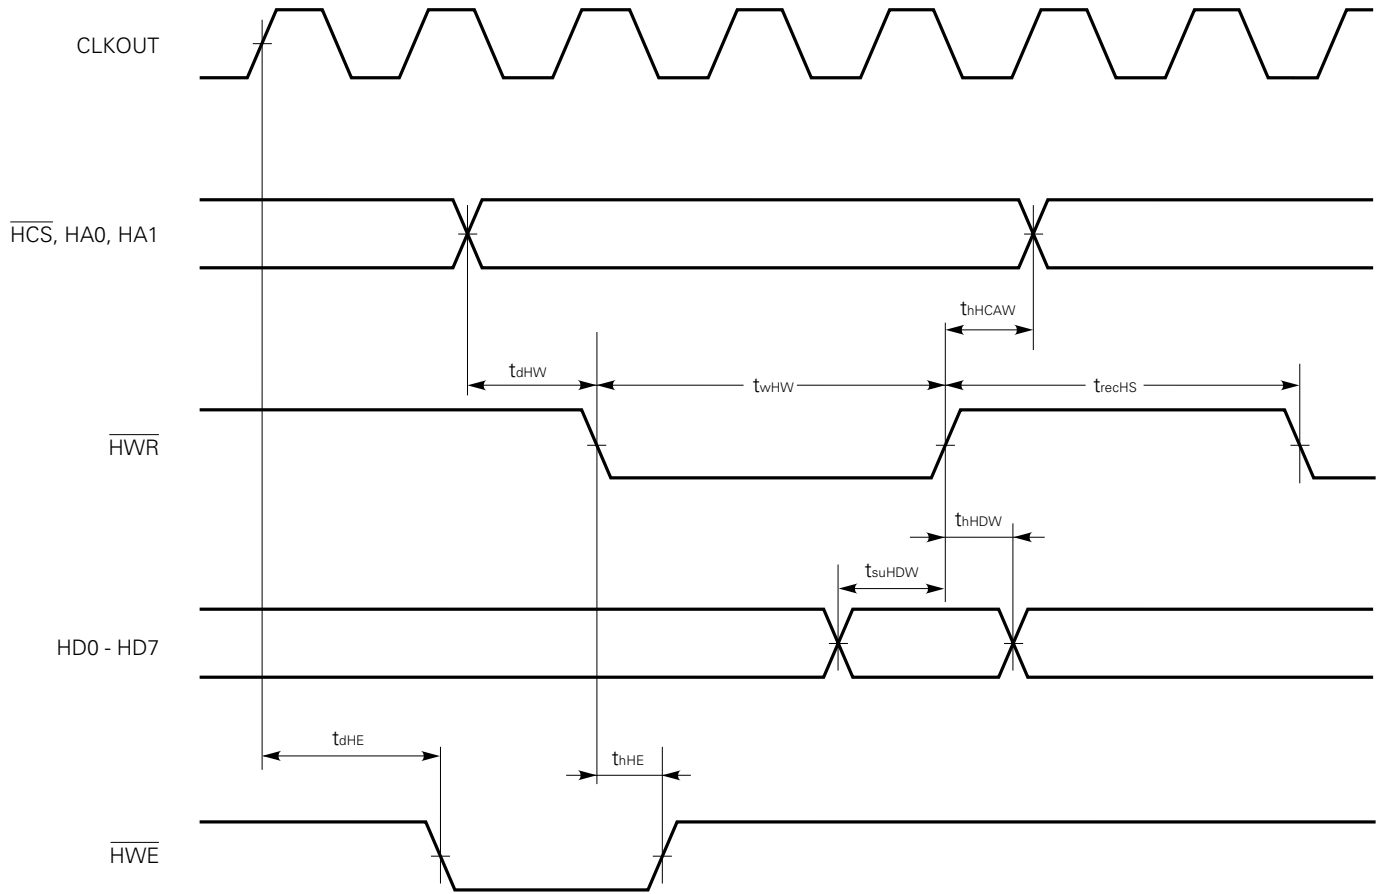 CLKOUT
HCS, HA0, HA1
thHCAW
tdHW
twHW
trecHS
HWR
thHDW
tsuHDW
HD0 - HD7
tdHE
thHE
HWE